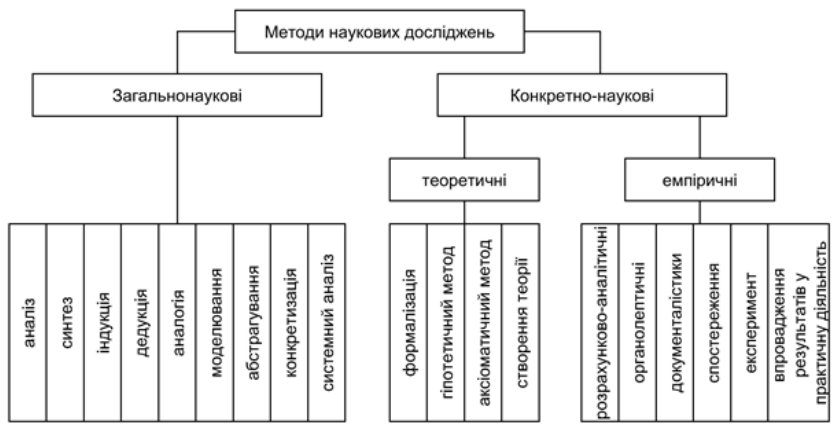 Методи наукових досліджень
Загальнонаукові
Конкретно-наукові
теоретичні
емпіричні
аналіз
синтез
індукція
дедукція
аналогія
моделювання
абстрагування
конкретизація
системний аналіз
формалізація
гіпотетичний метод
аксіоматичний метод
створення теорії
розрахунково-аналітичні
органолептичні
документалістики
спостереження
експеримент
впровадження
результатів у
практичну діяльність